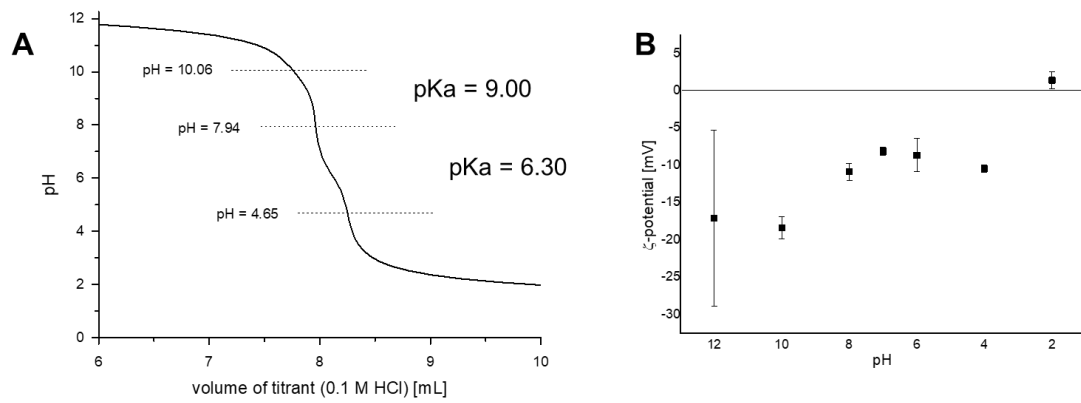 A
12
10
8
6
4
2
0
pH
pH = 10.06
pH = 7.94
pH = 4.65
pKa = 9.00
pKa = 6.30
6
7
8
9
10
volume of titrant (0.1 M HCl) [mL]
B
5
0
-5
-10
-15
-20
-25
-30
ζ-potential [mV]
12
10
8
6
4
2
pH